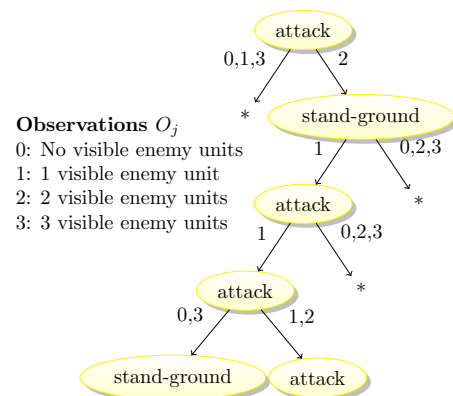 attack
0,1,3
2
*
stand-ground
Observations O_j
0: No visible enemy units
1: 1 visible enemy unit
2: 2 visible enemy units
3: 3 visible enemy units
1
0,2,3
*
attack
1
0,2,3
*
attack
0,3
1,2
stand-ground
attack